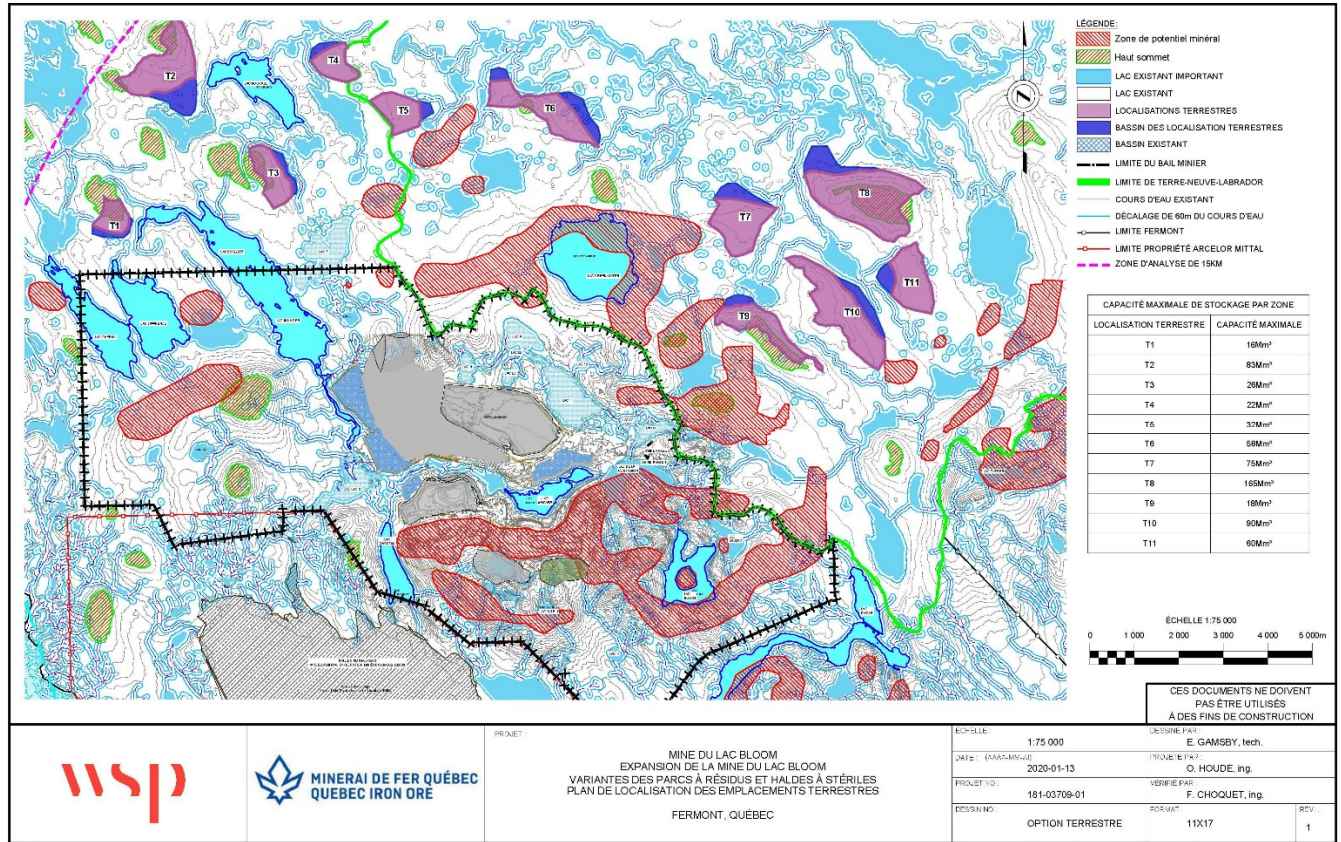 LÉGENDE:
Zone de potentiel minéral
Haut sommet
LAC EXISTANT IMPORTANT
LAC EXISTANT
LOCALISATIONS TERRESTRES
BASSIN DES LOCALISATION TERRESTRES
BASSIN EXISTANT
LIMITE DU BAIL MINIER
LIMITE DE TERRE-NEUVE-LABRADOR
COURS D'EAU EXISTANT
DÉCALAGE DE 60m DU COURS D'EAU
LIMITE FERMONT
LIMITE PROPRIÉTÉ ARCELOR MITTAL
ZONE D'ANALYSE DE 15KM
T2
T4
T5
T6
T3
T1
T7
T8
T9
T10
T11
CAPACITÉ MAXIMALE DE STOCKAGE PAR ZONE
LOCALISATION TERRESTRE CAPACITÉ MAXIMALE
T1 16Mm³
T2 83Mm³
T3 26Mm³
T4 22Mm³
T5 32Mm³
T6 58Mm³
T7 75Mm³
T8 165Mm³
T9 18Mm³
T10 90Mm³
T11 60Mm³
ÉCHELLE 1:75 000
0 1 000 2 000 3 000 4 000 5 000m
CES DOCUMENTS NE DOIVENT
PAS ÊTRE UTILISÉS
À DES FINS DE CONSTRUCTION
wsp
MINERAI DE FER QUÉBEC
QUEBEC IRON ORE
PROJET:
MINE DU LAC BLOOM
EXPANSION DE LA MINE DU LAC BLOOM
VARIANTES DES PARCS À RÉSIDUS ET HALDES À STÉRILES
PLAN DE LOCALISATION DES EMPLACEMENTS TERRESTRES
FERMONT, QUÉBEC
ÉCHELLE:
1:75 000
DESSINÉ PAR:
E. GAMSBY, tech.
DATE: (AAAA-MM-JJ)
2020-01-13
PROJETÉ PAR:
O. HOUDE, ing.
PROJET NO:
181-03709-01
VÉRIFIÉ PAR:
F. CHOQUET, ing.
DESSIN NO:
OPTION TERRESTRE
FORMAT:
11X17
REV.:
1